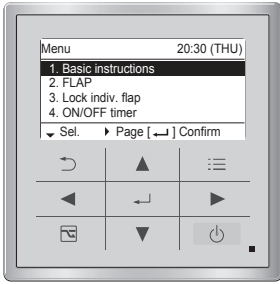 Menu 20:30 (THU)
1. Basic instructions
2. FLAP
3. Lock indiv. flap
4. ON/OFF timer
Sel. Page [ ] Confirm